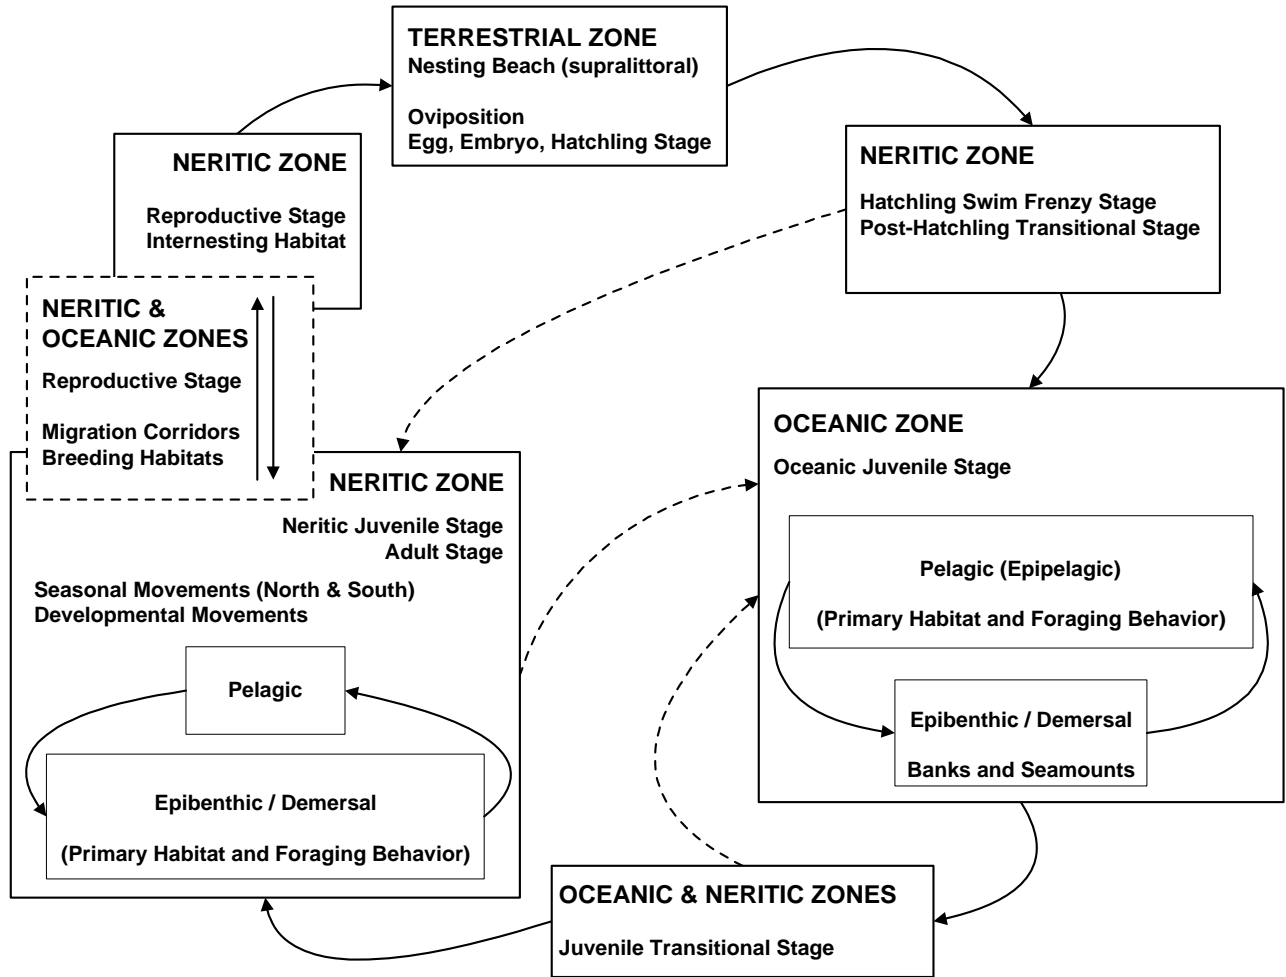 TERRESTRIAL ZONE
Nesting Beach (supralittoral)
Oviposition
Egg, Embryo, Hatchling Stage
NERITIC ZONE
Hatchling Swim Frenzy Stage
Post-Hatchling Transitional Stage
NERITIC ZONE
Reproductive Stage
Internesting Habitat
NERITIC &
OCEANIC ZONES
Reproductive Stage
Migration Corridors
Breeding Habitats
OCEANIC ZONE
Oceanic Juvenile Stage
Pelagic (Epipelagic)
(Primary Habitat and Foraging Behavior)
Epibenthic / Demersal
Banks and Seamounts
NERITIC ZONE
Neritic Juvenile Stage
Adult Stage
Seasonal Movements (North & South)
Developmental Movements
Pelagic
Epibenthic / Demersal
(Primary Habitat and Foraging Behavior)
OCEANIC & NERITIC ZONES
Juvenile Transitional Stage